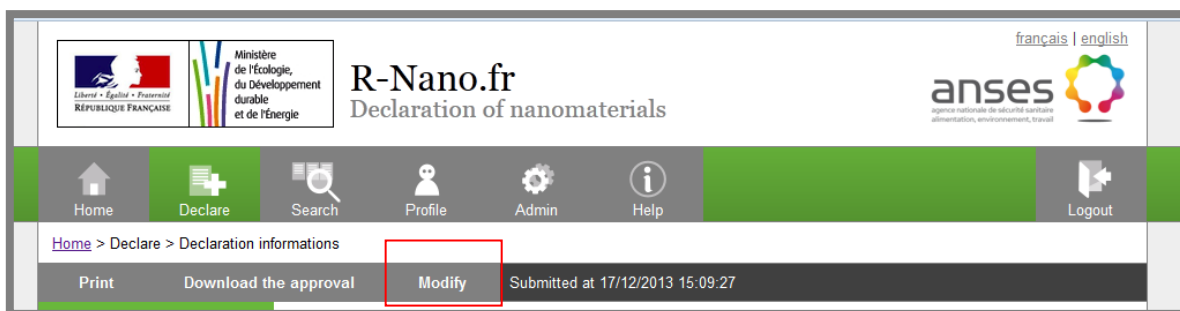 français | english
Ministère
de l'Écologie,
du Développement
durable
et de l'Énergie
Liberté • Égalité • Fraternité
RÉPUBLIQUE FRANÇAISE
R-Nano.fr
Declaration of nanomaterials
anses
agence nationale de sécurité sanitaire
alimentation, environnement, travail
Home Declare Search Profile Admin Help Logout
Home > Declare > Declaration informations
Print Download the approval Modify Submitted at 17/12/2013 15:09:27